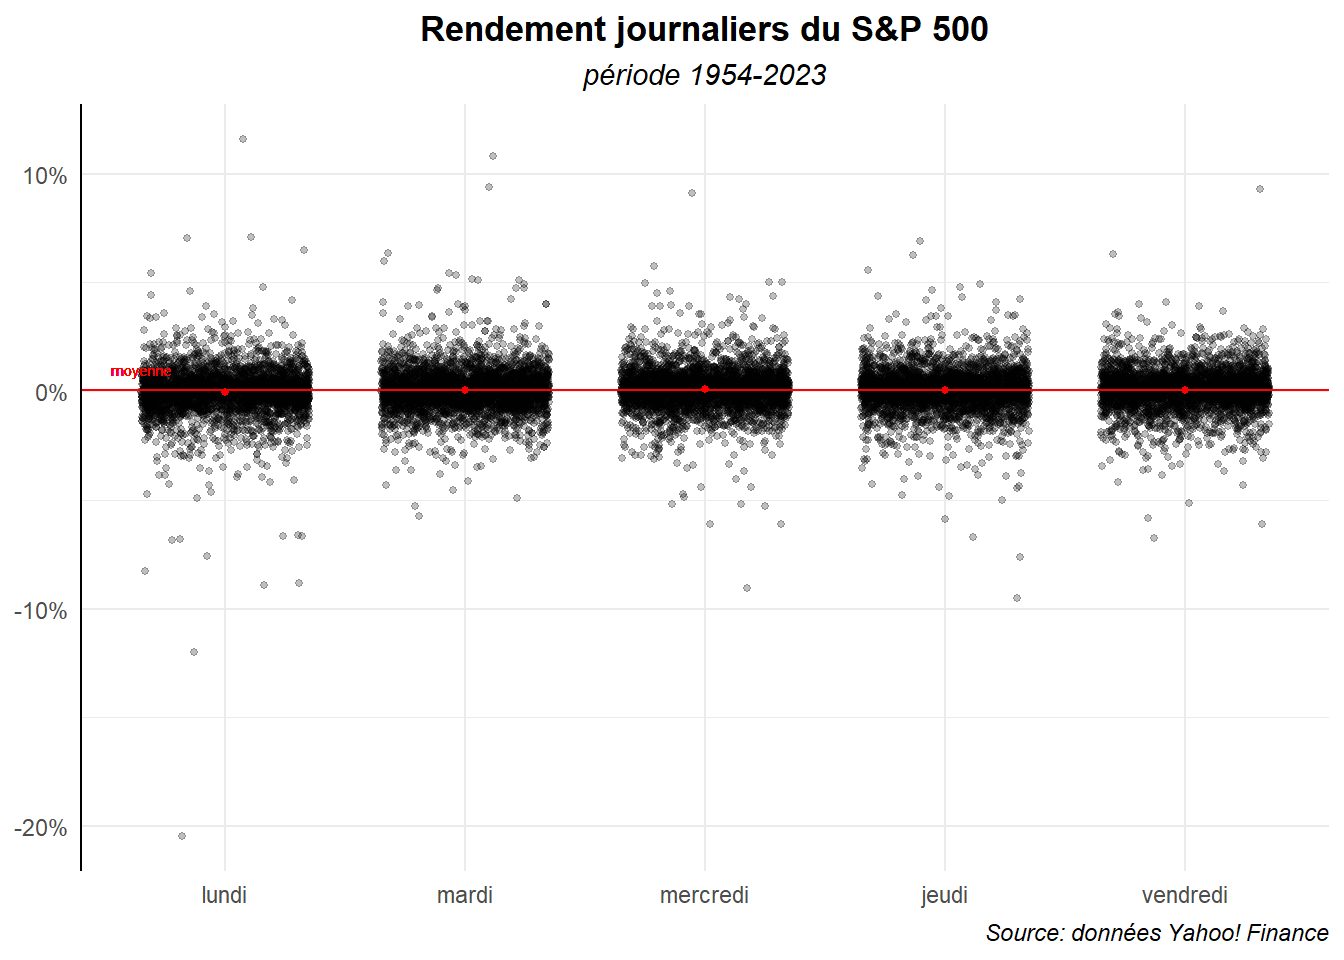 Rendement journaliers du S&P 500
période 1954-2023
10%
moyenne
0%
-10%
-20%
lundi mardi mercredi jeudi vendredi
Source: données Yahoo! Finance